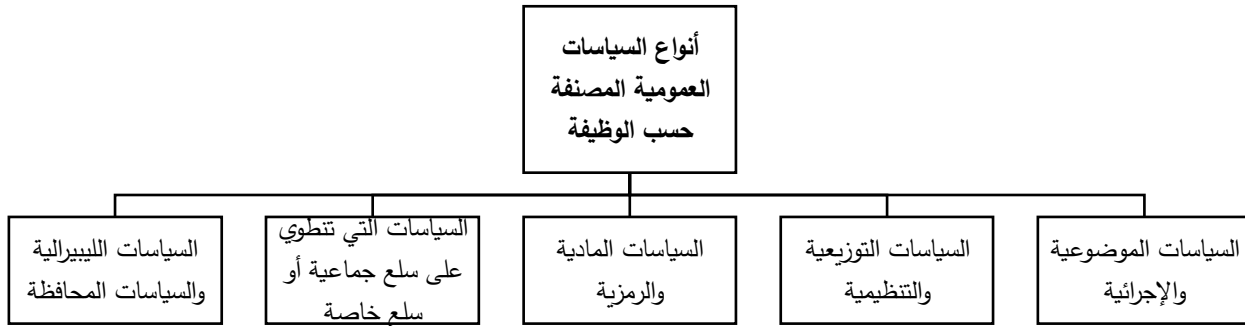 أنواع السياسات
العمومية المصنفة
حسب الوظيفة
السياسات الموضوعية
والإجرائية
السياسات التوزيعية
والتنظيمية
السياسات المادية
والرمزية
السياسات التي تنطوي
على سلع جماعية أو
سلع خاصة
السياسات الليبيرالية
والسياسات المحافظة